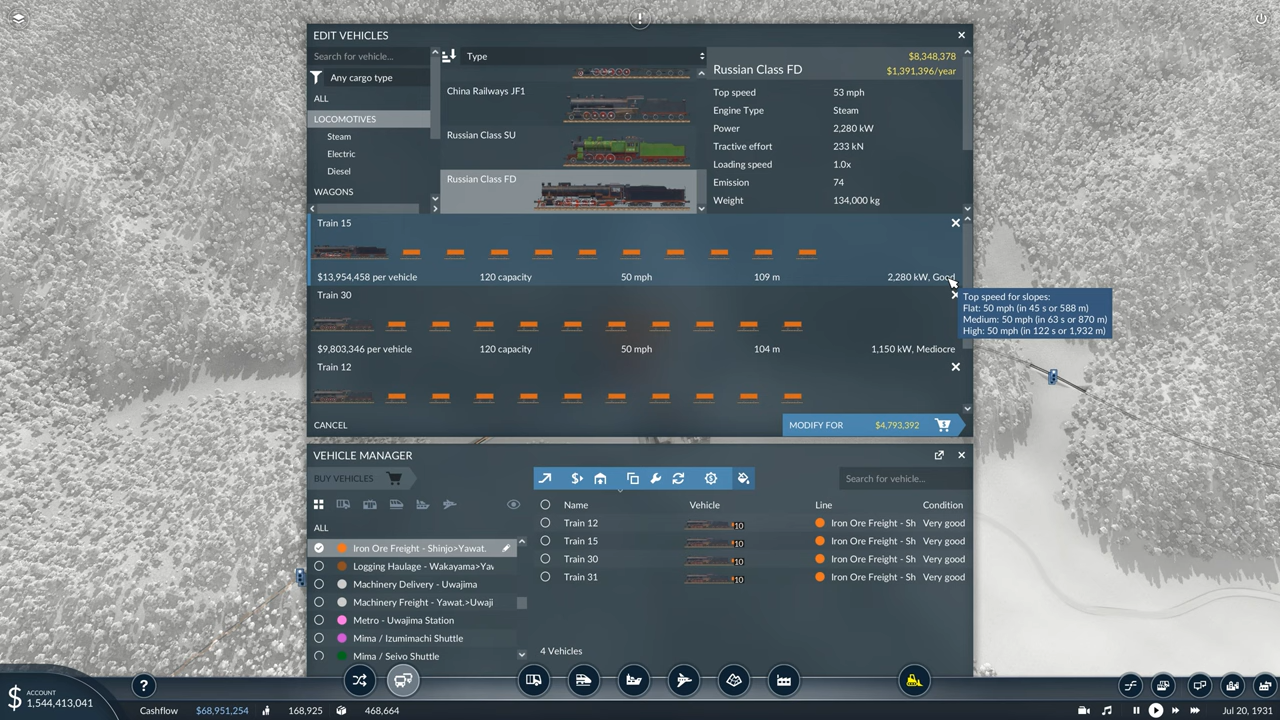 EDIT VEHICLES
Search for vehicle...
Any cargo type
ALL
LOCOMOTIVES
Steam
Electric
Diesel
WAGONS
Type
China Railways JF1
Russian Class SU
Russian Class FD
$8,348,378
Russian Class FD
$1,391,396/year
Top speed 53 mph
Engine Type Steam
Power 2,280 kW
Tractive effort 233 kN
Loading speed 1.0x
Emission 74
Weight 134,000 kg
Train 15
$13,954,458 per vehicle 120 capacity 50 mph 109 m 2,280 kW, Good
Top speed for slopes:
Flat: 50 mph (in 45 s or 588 m)
Medium: 50 mph (in 63 s or 870 m)
High: 50 mph (in 122 s or 1,932 m)
Train 30
$9,803,346 per vehicle 120 capacity 50 mph 104 m 1,150 kW, Mediocre
Train 12
CANCEL
MODIFY FOR $4,793,392
VEHICLE MANAGER
BUY VEHICLES
Search for vehicle...
ALL
Iron Ore Freight - Shinjo>Yawat.
Logging Haulage - Wakayama>Yav
Machinery Delivery - Uwajima
Machinery Freight - Yawat.>Uwaji
Metro - Uwajima Station
Mima / Izumimachi Shuttle
Mima / Seivo Shuttle
Name Vehicle Line Condition
Train 12 10 Iron Ore Freight - Sh Very good
Train 15 10 Iron Ore Freight - Sh Very good
Train 30 10 Iron Ore Freight - Sh Very good
Train 31 10 Iron Ore Freight - Sh Very good
4 Vehicles
$ ACCOUNT
1,544,413,041
?
Cashflow $68,951,254 168,925 468,664
Jul 20, 1931